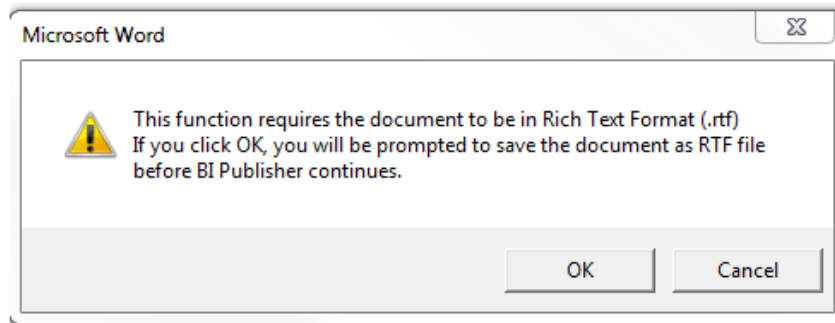 Microsoft Word
This function requires the document to be in Rich Text Format (.rtf)
If you click OK, you will be prompted to save the document as RTF file
before BI Publisher continues.
OK
Cancel